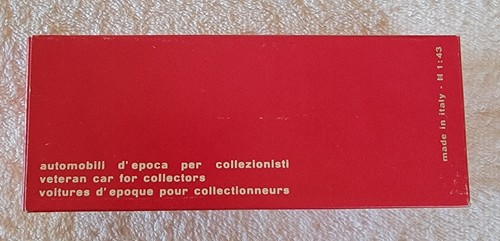 automobili d'epoca per collezionisti
veteran car for collectors
voitures d'epoque pour collectionneurs
made in italy · N 1:43